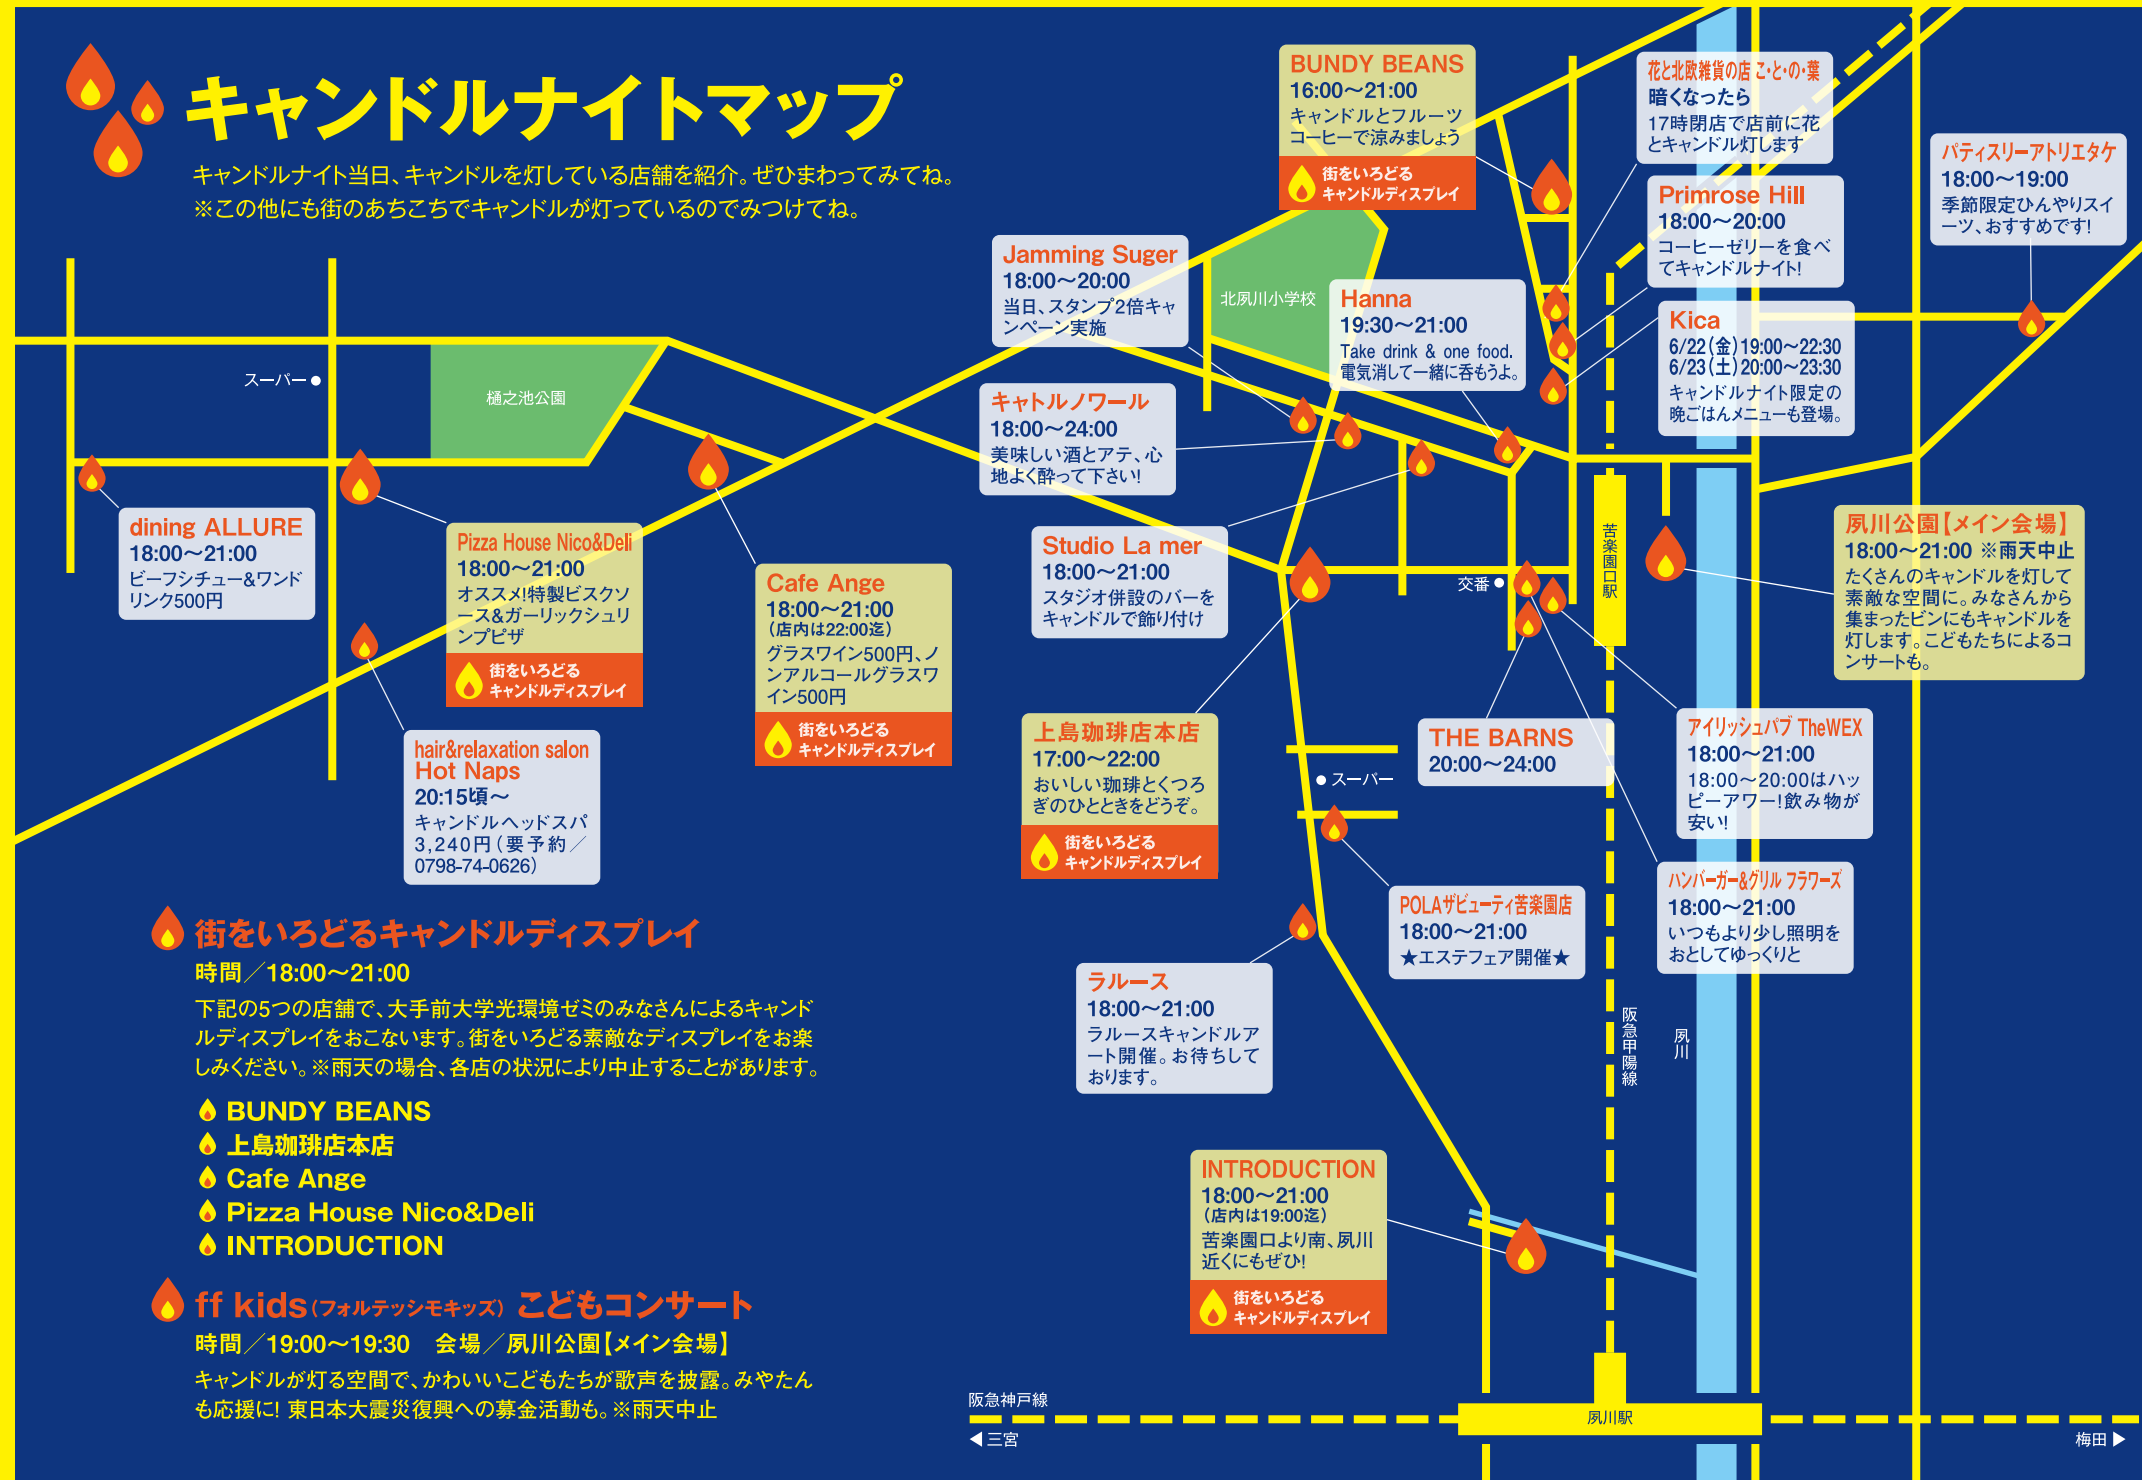 キャンドルナイトマップ
キャンドルナイト当日、キャンドルを灯している店舗を紹介。ぜひまわってみてね。
※この他にも街のあちこちでキャンドルが灯っているのでみつけてね。
BUNDY BEANS
16:00〜21:00
キャンドルとフルーツ
コーヒーで涼みましょう
街をいろどる
キャンドルディスプレイ
花と北欧雑貨の店 こ・と・の・葉
暗くなったら
17時閉店で店前に花
とキャンドル灯します
パティスリーアトリエタケ
18:00〜19:00
季節限定ひんやりスイ
ーツ、おすすめです!
Primrose Hill
18:00〜20:00
コーヒーゼリーを食べ
てキャンドルナイト!
Jamming Suger
18:00〜20:00
当日、スタンプ2倍キャ
ンペーン実施
北夙川小学校
Hanna
19:30〜21:00
Take drink & one food.
電気消して一緒に呑もうよ。
Kica
6/22(金)19:00〜22:30
6/23(土)20:00〜23:30
キャンドルナイト限定の
晩ごはんメニューも登場。
スーパー
樋之池公園
キャトルノワール
18:00〜24:00
美味しい酒とアテ、心
地よく酔って下さい!
dining ALLURE
18:00〜21:00
ビーフシチュー&ワンド
リンク500円
Pizza House Nico&Deli
18:00〜21:00
オススメ!特製ビスクソ
ース&ガーリックシュリ
ンプピザ
街をいろどる
キャンドルディスプレイ
Cafe Ange
18:00〜21:00
(店内は22:00迄)
グラスワイン500円、ノ
ンアルコールグラスワ
イン500円
街をいろどる
キャンドルディスプレイ
Studio La mer
18:00〜21:00
スタジオ併設のバーを
キャンドルで飾り付け
交番
苦楽園口駅
夙川公園【メイン会場】
18:00〜21:00 ※雨天中止
たくさんのキャンドルを灯して
素敵な空間に。みなさんから
集まったビンにもキャンドルを
灯します。こどもたちによるコ
ンサートも。
hair&relaxation salon
Hot Naps
20:15頃〜
キャンドルヘッドスパ
3,240円(要予約/
0798-74-0626)
上島珈琲店本店
17:00〜22:00
おいしい珈琲とくつろ
ぎのひとときをどうぞ。
街をいろどる
キャンドルディスプレイ
スーパー
THE BARNS
20:00〜24:00
アイリッシュパブ TheWEX
18:00〜21:00
18:00〜20:00はハッ
ピーアワー!飲み物が
安い!
POLAザビューティ苦楽園店
18:00〜21:00
★エステフェア開催★
ハンバーガー&グリル フラワーズ
18:00〜21:00
いつもより少し照明を
おとしてゆっくりと
ラルース
18:00〜21:00
ラルースキャンドルア
ート開催。お待ちして
おります。
阪急甲陽線
夙川
INTRODUCTION
18:00〜21:00
(店内は19:00迄)
苦楽園口より南、夙川
近くにもぜひ!
街をいろどる
キャンドルディスプレイ
街をいろどるキャンドルディスプレイ
時間/18:00〜21:00
下記の5つの店舗で、大手前大学光環境ゼミのみなさんによるキャンド
ルディスプレイをおこないます。街をいろどる素敵なディスプレイをお楽
しみください。※雨天の場合、各店の状況により中止することがあります。
BUNDY BEANS
上島珈琲店本店
Cafe Ange
Pizza House Nico&Deli
INTRODUCTION
ff kids(フォルテッシモキッズ) こどもコンサート
時間/19:00〜19:30 会場/夙川公園【メイン会場】
キャンドルが灯る空間で、かわいいこどもたちが歌声を披露。みやたん
も応援に! 東日本大震災復興への募金活動も。※雨天中止
阪急神戸線
◀ 三宮
夙川駅
梅田 ▶